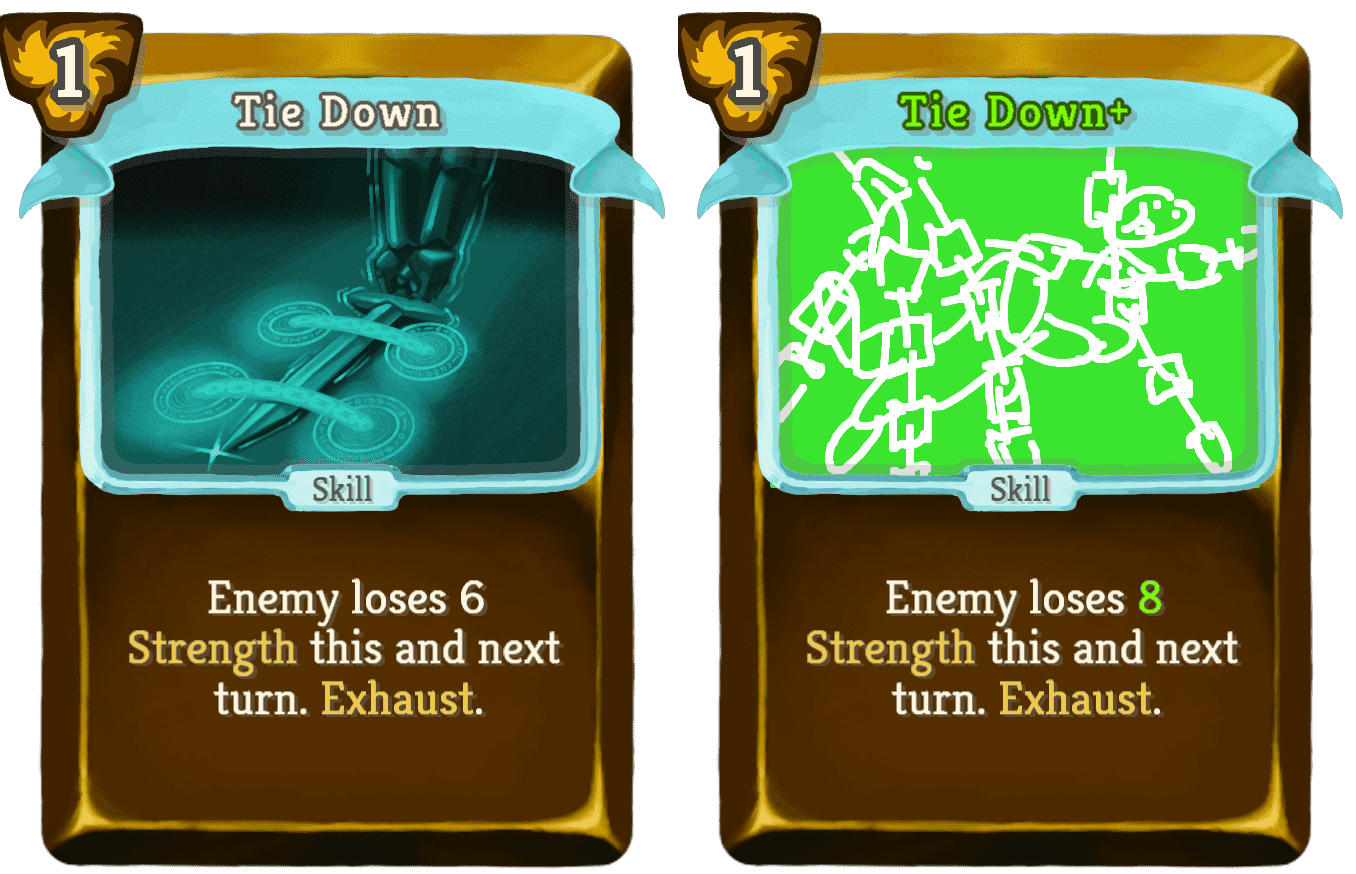 1
Tie Down
Skill
Enemy loses 6
Strength this and next
turn. Exhaust.
1
Tie Down+
Skill
Enemy loses 8
Strength this and next
turn. Exhaust.